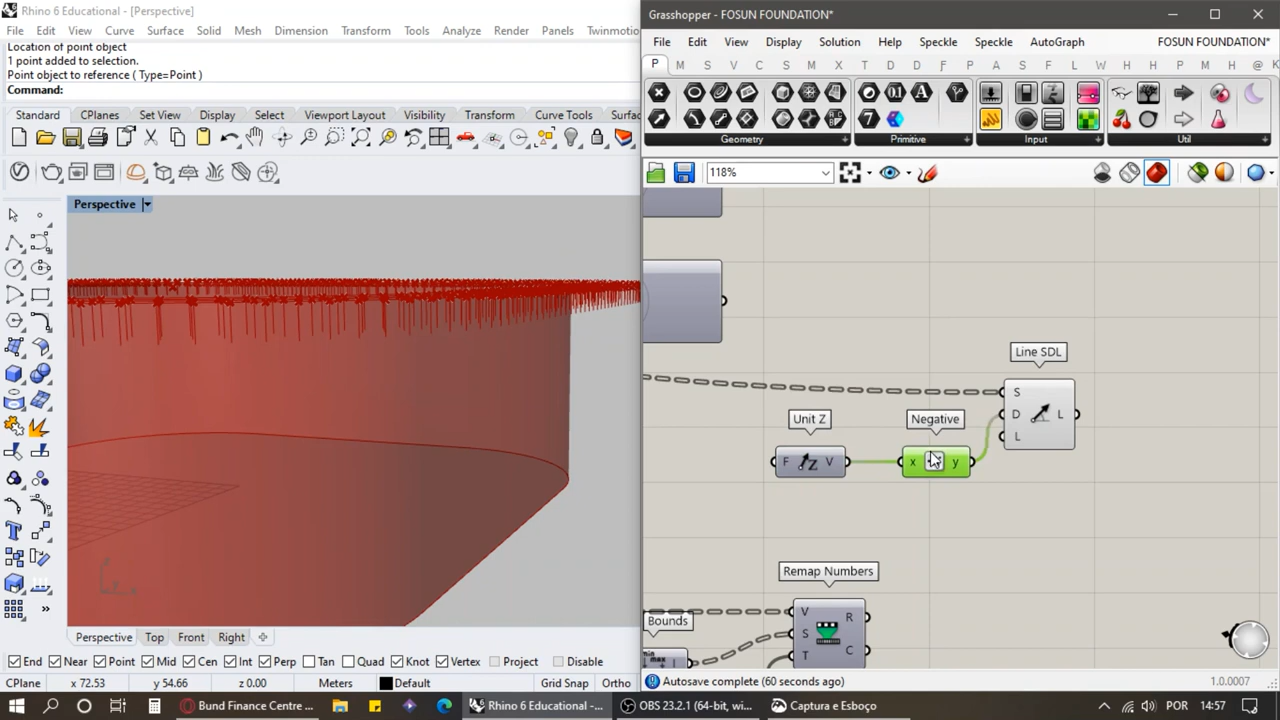 Rhino 6 Educational - [Perspective]
File Edit View Curve Surface Solid Mesh Dimension Transform Tools Analyze Render Panels Twinmotio
Location of point object
1 point added to selection.
Point object to reference ( Type=Point )
Command:
Standard CPlanes Set View Display Select Viewport Layout Visibility Transform Curve Tools Surfa
Perspective
Perspective Top Front Right
End Near Point Mid Cen Int Perp Tan Quad Knot Vertex Project Disable
CPlane x 72.53 y 54.66 z 0.00 Meters Default Grid Snap Ortho
Grasshopper - FOSUN FOUNDATION*
File Edit View Display Solution Help Speckle Speckle AutoGraph FOSUN FOUNDATION*
P M S V C S M X T D D F P A S H T L W H H H H @ K
Geometry Primitive Input Util
118%
Line SDL
S
D L
L
Unit Z Negative
F Z V x y
Remap Numbers
V R
S
T C
Bounds
Autosave complete (60 seconds ago) 1.0.0007
Bund Finance Centre ... Rhino 6 Educational -... OBS 23.2.1 (64-bit, wi... Captura e Esboço POR 14:57